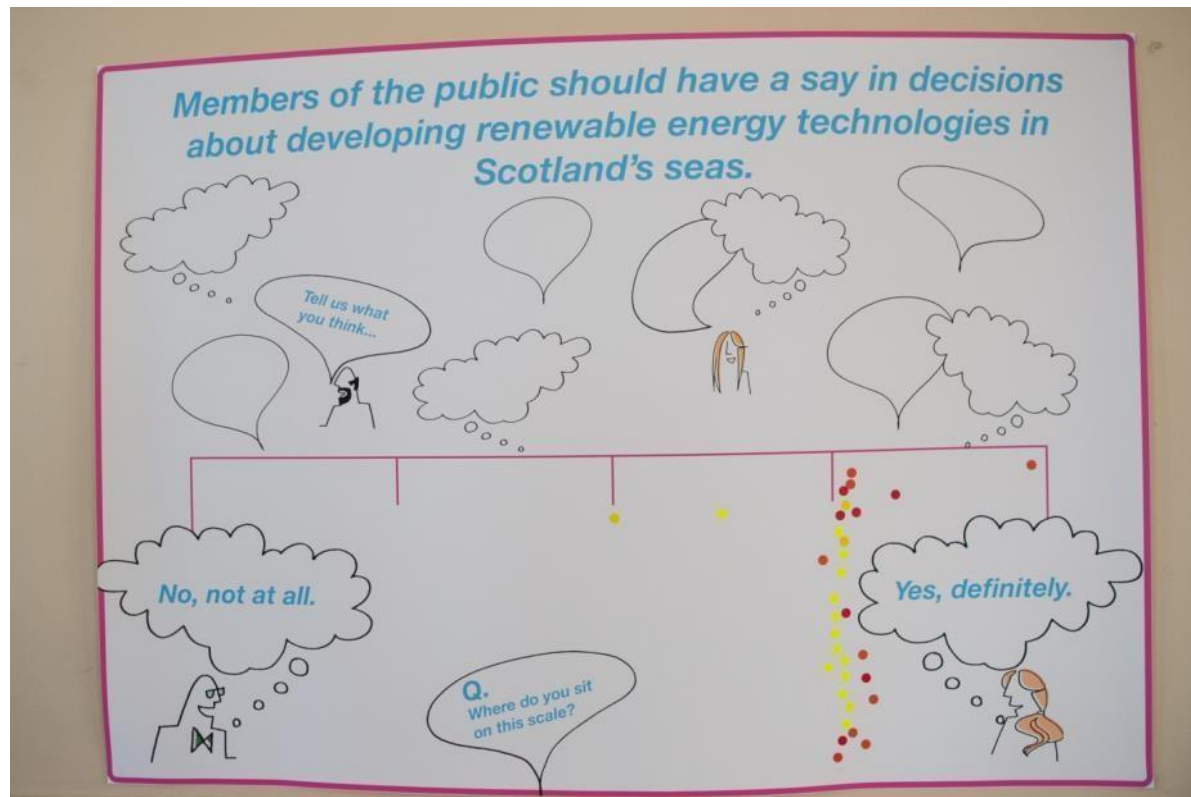 Members of the public should have a say in decisions
about developing renewable energy technologies in
Scotland's seas.
Tell us what
you think...
No, not at all.
Yes, definitely.
Q.
Where do you sit
on this scale?